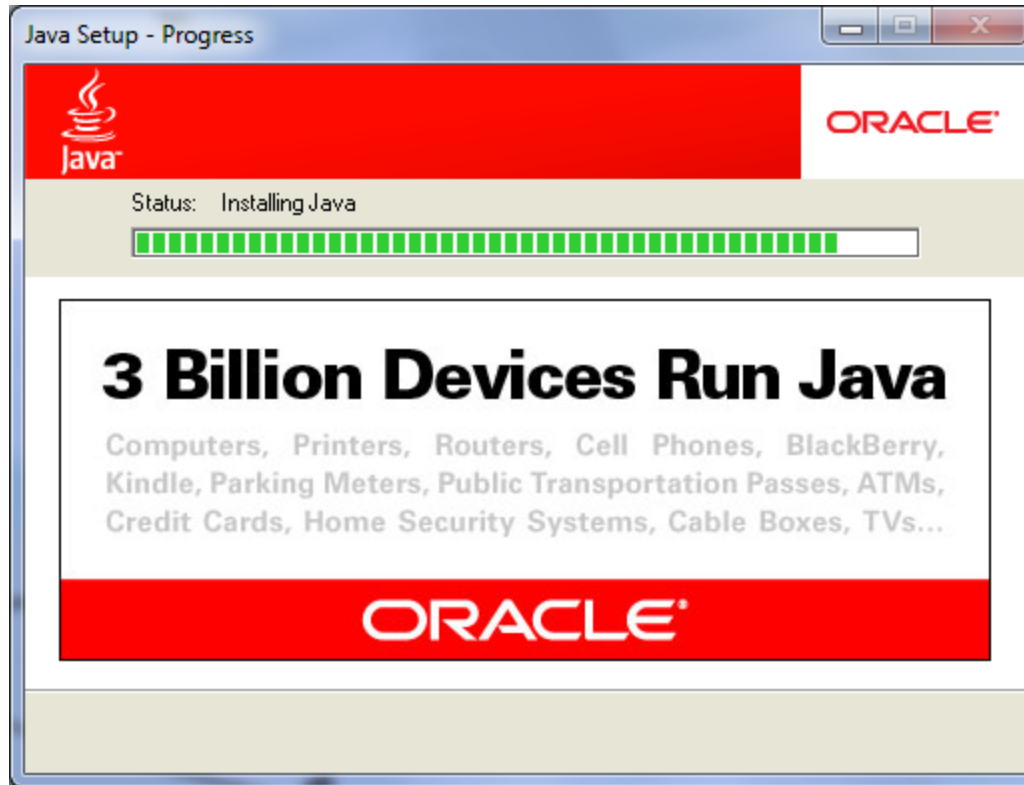 Java Setup - Progress
Java™
ORACLE®
Status: Installing Java
3 Billion Devices Run Java
Computers, Printers, Routers, Cell Phones, BlackBerry,
Kindle, Parking Meters, Public Transportation Passes, ATMs,
Credit Cards, Home Security Systems, Cable Boxes, TVs...
ORACLE®